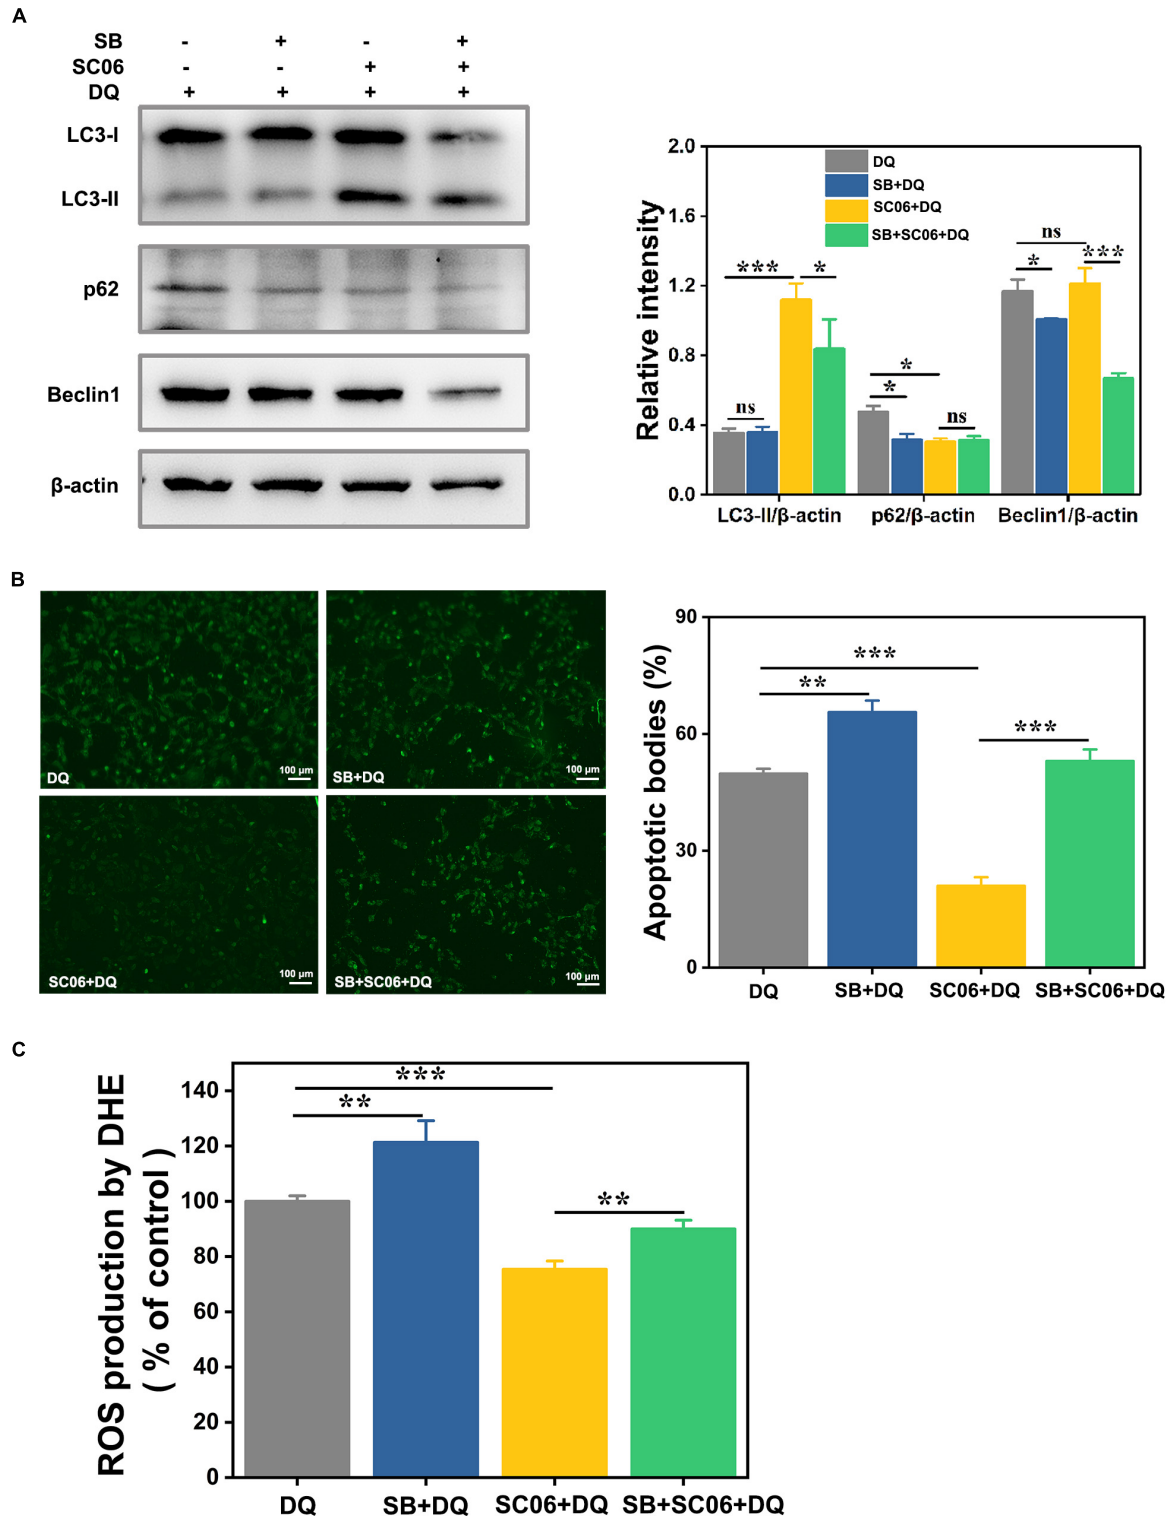 A
SB - + - +
SC06 - - + +
DQ + + + +
LC3-I
LC3-II
p62
Beclin1
β-actin
Relative intensity
2.0
1.6
1.2
0.8
0.4
0.0
DQ
SB+DQ
SC06+DQ
SB+SC06+DQ
ns
***
*
*
*
ns
ns
*
***
LC3-II/β-actin p62/β-actin Beclin1/β-actin
B
DQ 100 μm
SB+DQ 100 μm
SC06+DQ 100 μm
SB+SC06+DQ 100 μm
Apoptotic bodies (%)
90
60
30
0
***
**
***
DQ SB+DQ SC06+DQ SB+SC06+DQ
C
ROS production by DHE
( % of control )
140
120
100
80
60
40
20
0
***
**
**
DQ SB+DQ SC06+DQ SB+SC06+DQ